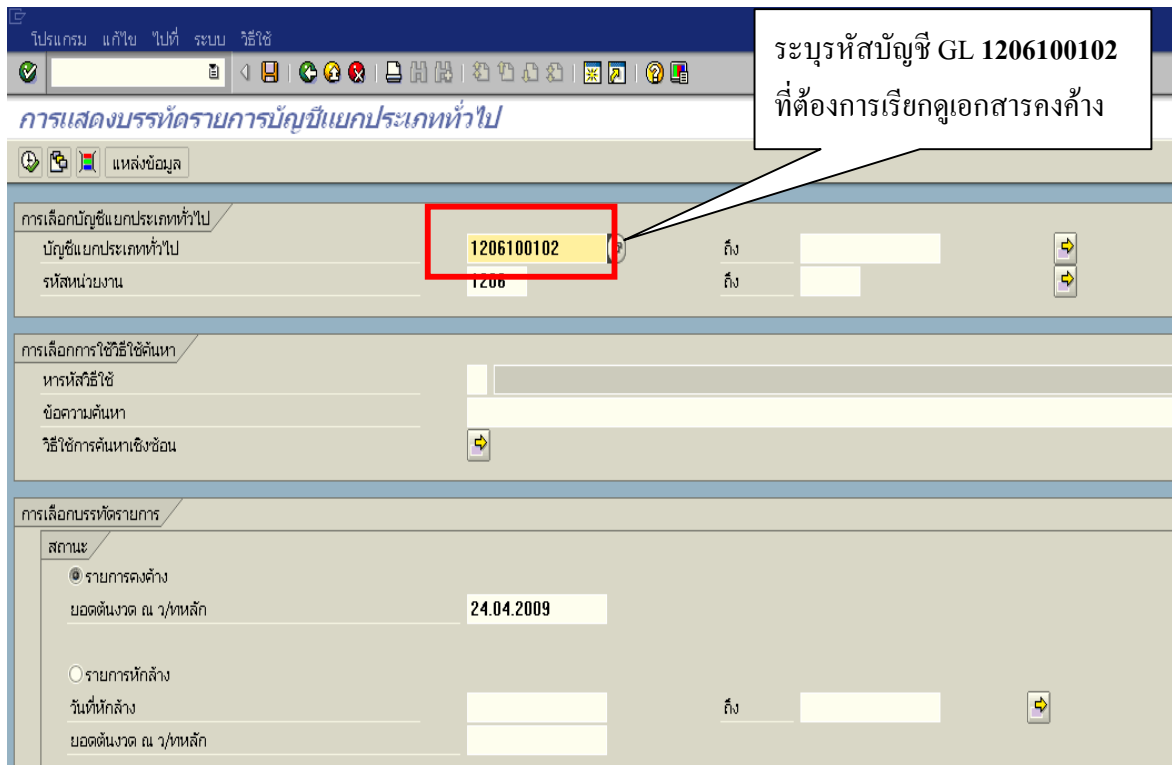 โปรแกรม แก้ไข ไปที่ ระบบ วิธีใช้
ระบุรหัสบัญชี GL 1206100102
ที่ต้องการเรียกดูเอกสารคงค้าง
การแสดงบรรทัดรายการบัญชีแยกประเภททั่วไป
แหล่งข้อมูล
การเลือกบัญชีแยกประเภททั่วไป
บัญชีแยกประเภททั่วไป 1206100102 ถึง
รหัสหน่วยงาน 1206 ถึง
การเลือกการใช้วิธีใช้ค้นหา
หารหัสวิธีใช้
ข้อความค้นหา
วิธีใช้การค้นหาเชิงซ้อน
การเลือกบรรทัดรายการ
สถานะ
รายการคงค้าง
ยอดต้นงวด ณ ว/ทหลัก 24.04.2009
รายการหักล้าง
วันที่หักล้าง ถึง
ยอดต้นงวด ณ ว/ทหลัก